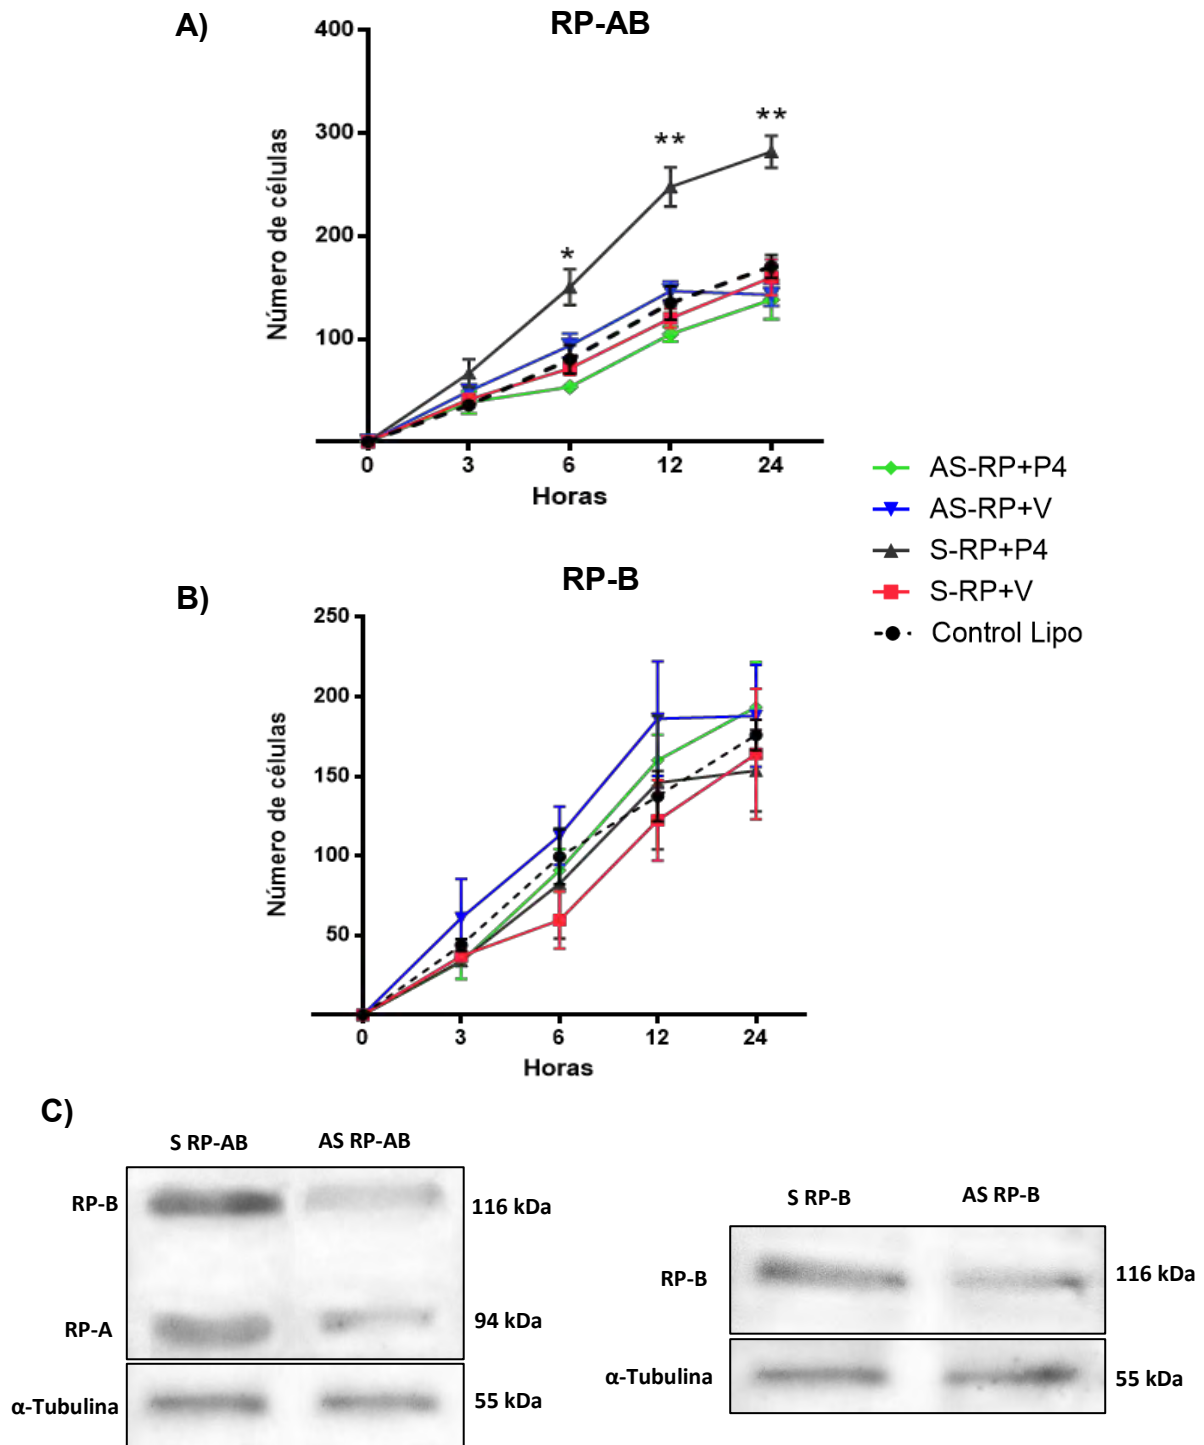 A)
RP-AB
400
300
200
100
Número de células
*
**
**
0 3 6 12 24
Horas
AS-RP+P4
AS-RP+V
S-RP+P4
S-RP+V
Control Lipo
B)
RP-B
250
200
150
100
50
Número de células
0 3 6 12 24
Horas
C)
S RP-AB AS RP-AB
RP-B 116 kDa
RP-A 94 kDa
α-Tubulina 55 kDa
S RP-B AS RP-B
RP-B 116 kDa
α-Tubulina 55 kDa